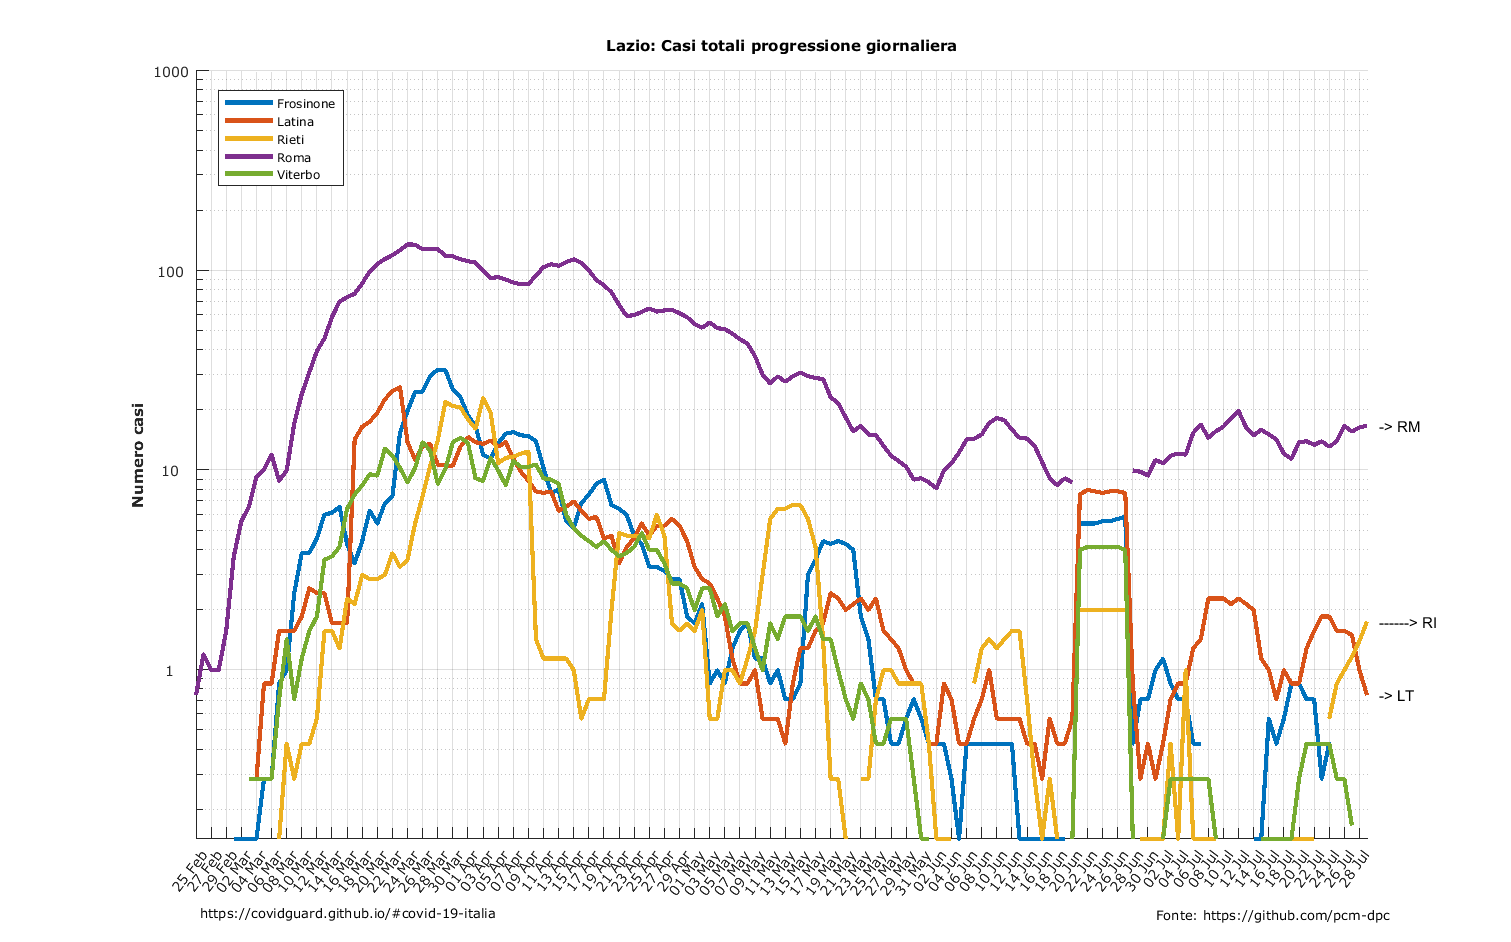 Lazio: Casi totali progressione giornaliera
1000
100
10
1
Numero casi
Frosinone
Latina
Rieti
Roma
Viterbo
-> RM
------> RI
-> LT
25 Feb
27 Feb
29 Feb
02 Mar
04 Mar
06 Mar
08 Mar
10 Mar
12 Mar
14 Mar
16 Mar
18 Mar
20 Mar
22 Mar
24 Mar
26 Mar
28 Mar
30 Mar
01 Apr
03 Apr
05 Apr
07 Apr
09 Apr
11 Apr
13 Apr
15 Apr
17 Apr
19 Apr
21 Apr
23 Apr
25 Apr
27 Apr
29 Apr
01 May
03 May
05 May
07 May
09 May
11 May
13 May
15 May
17 May
19 May
21 May
23 May
25 May
27 May
29 May
31 May
02 Jun
04 Jun
06 Jun
08 Jun
10 Jun
12 Jun
14 Jun
16 Jun
18 Jun
20 Jun
22 Jun
24 Jun
26 Jun
28 Jun
30 Jun
02 Jul
04 Jul
06 Jul
08 Jul
10 Jul
12 Jul
14 Jul
16 Jul
18 Jul
20 Jul
22 Jul
24 Jul
26 Jul
28 Jul
https://covidguard.github.io/#covid-19-italia
Fonte: https://github.com/pcm-dpc